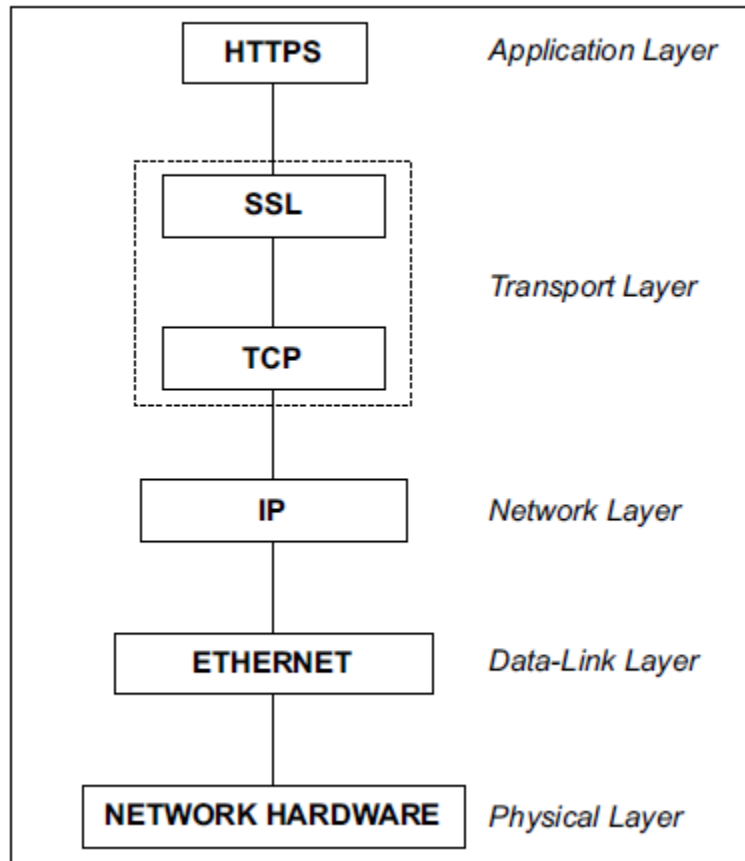 HTTPS Application Layer
SSL
Transport Layer
TCP
IP Network Layer
ETHERNET Data-Link Layer
NETWORK HARDWARE Physical Layer